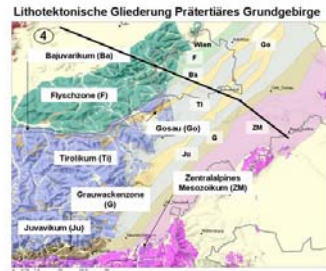 Lithotektonische Gliederung Prätertiäres Grundgebirge
4
Wien
Go
Bajuvarikum (Ba)
F
Ba
Flyschzone (F)
Ti
Gosau (Go)
ZM
G
Tirolikum (Ti)
Ju
Zentralalpines
Mesozoikum (ZM)
Grauwackenzone
(G)
Juvavikum (Ju)